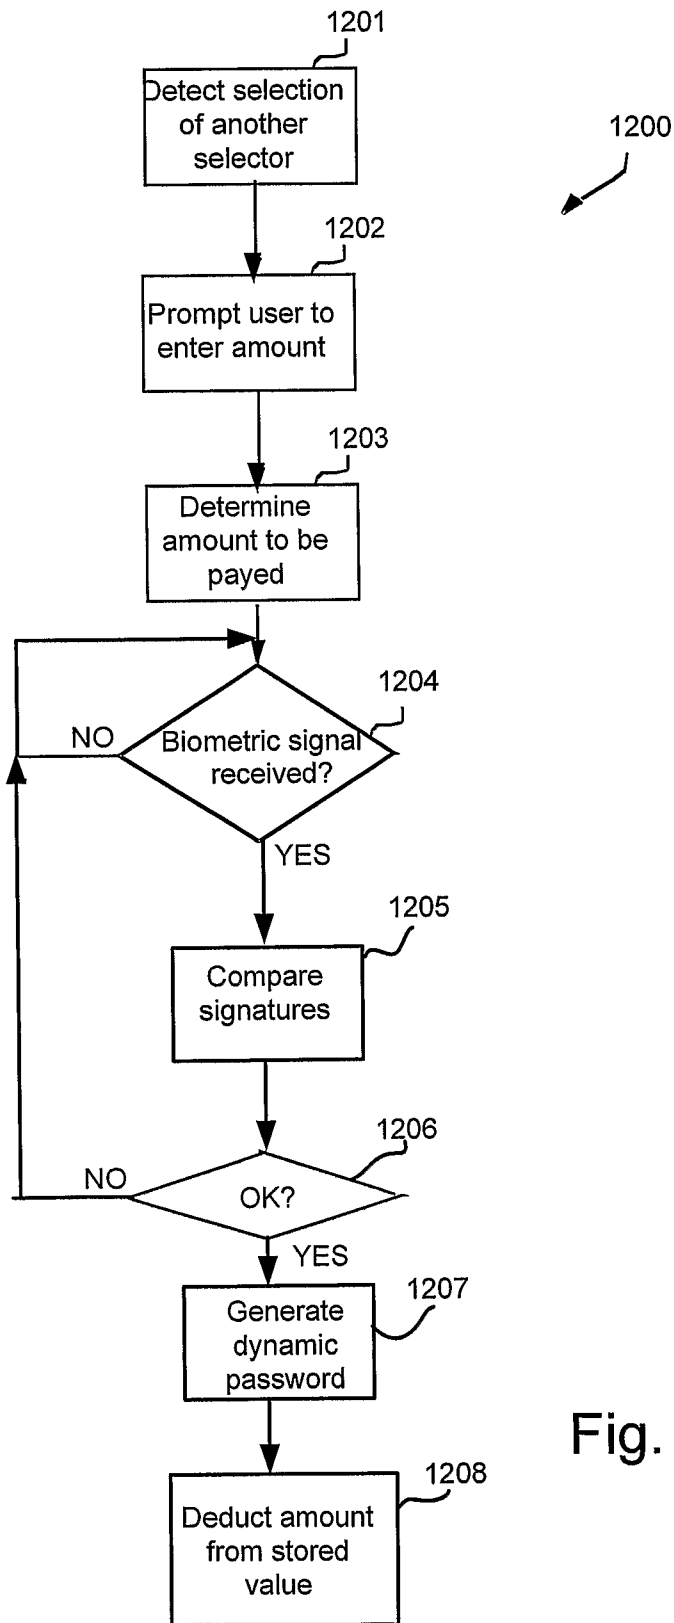 1201
Detect selection
of another
selector
1200
1202
Prompt user to
enter amount
1203
Determine
amount to be
payed
1204
NO
Biometric signal
received?
YES
1205
Compare
signatures
1206
NO
OK?
YES
1207
Generate
dynamic
password
Fig.
1208
Deduct amount
from stored
value